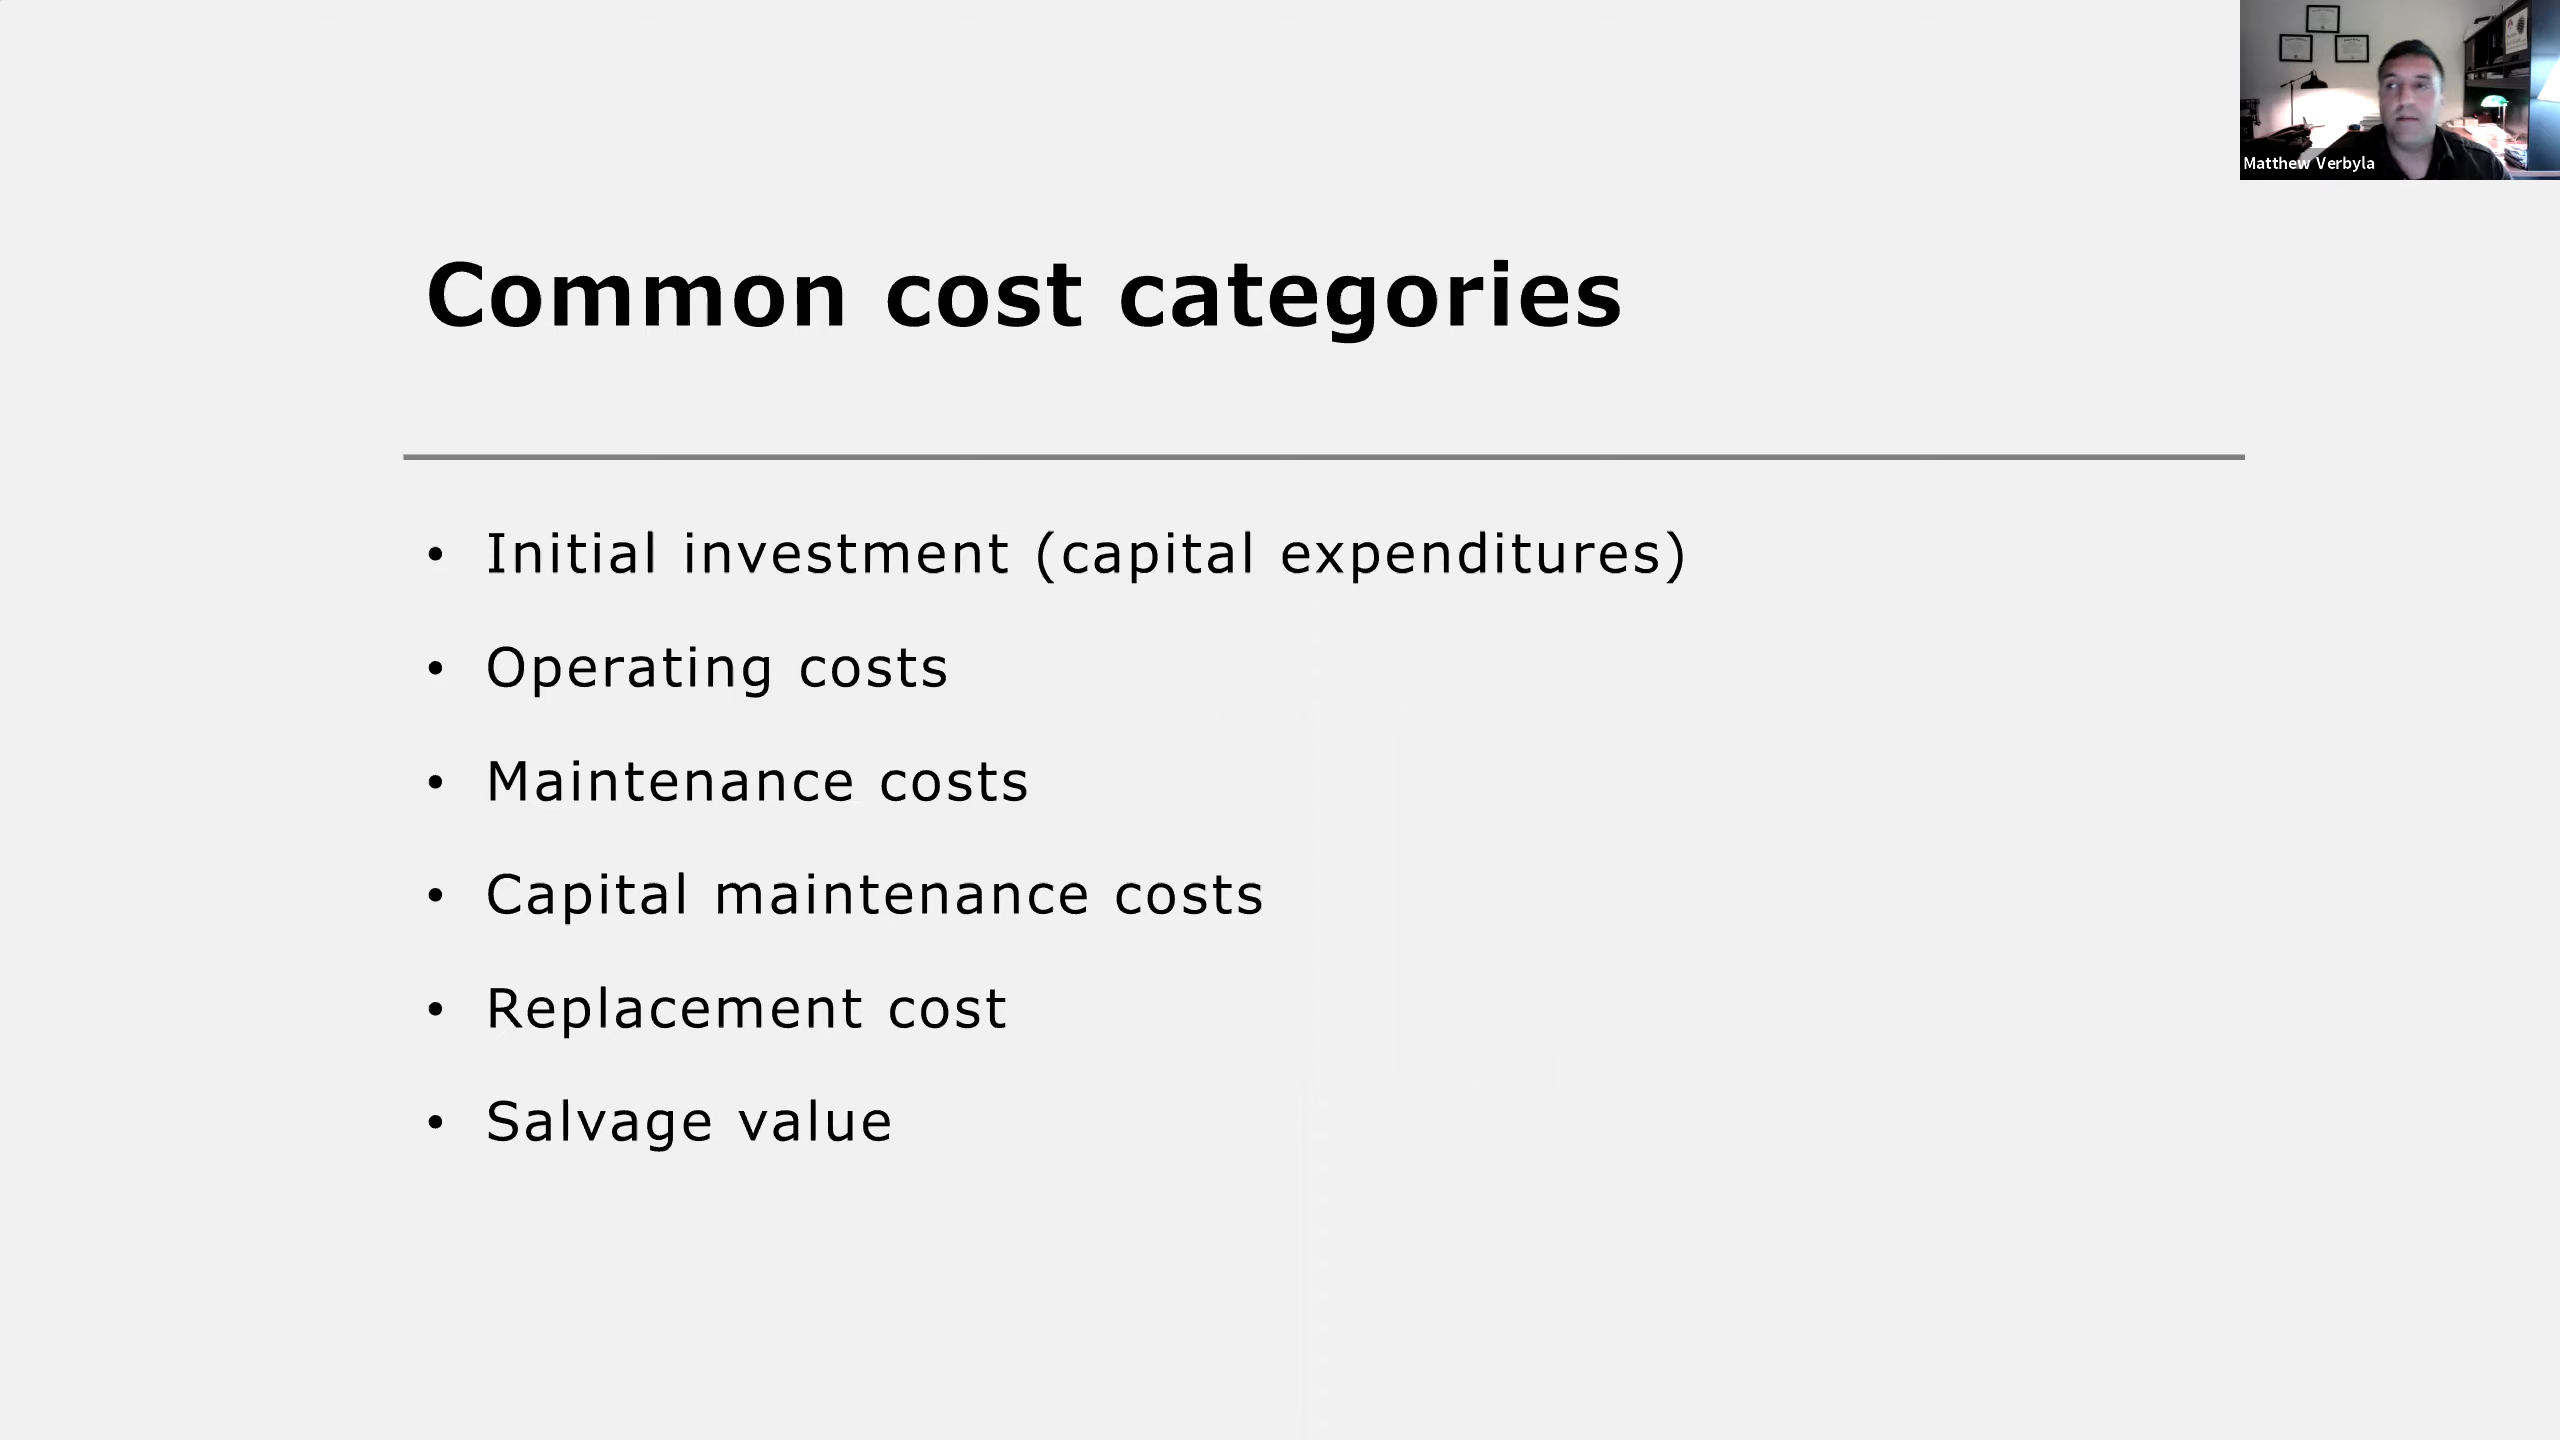 Matthew Verbyla
Common cost categories
• Initial investment (capital expenditures)
• Operating costs
• Maintenance costs
• Capital maintenance costs
• Replacement cost
• Salvage value